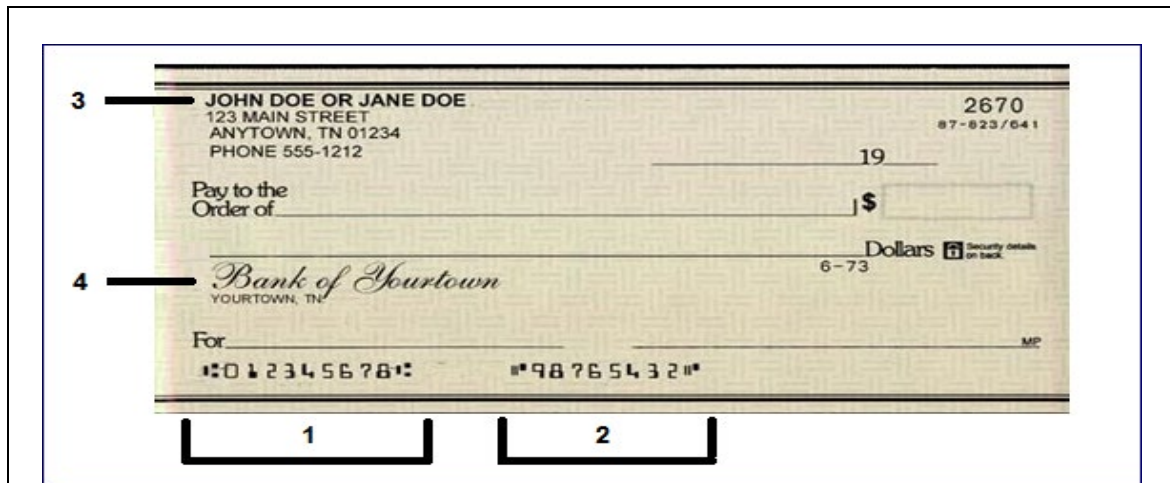 3
JOHN DOE OR JANE DOE
2670
123 MAIN STREET
87-823/641
ANYTOWN, TN 01234
PHONE 555-1212
19
Pay to the
Order of
$
Dollars
Security details
on back
6-73
4
Bank of Yourtown
YOURTOWN, TN
For
MP
⑆012345678⑆ ⑈98765432⑈
1
2